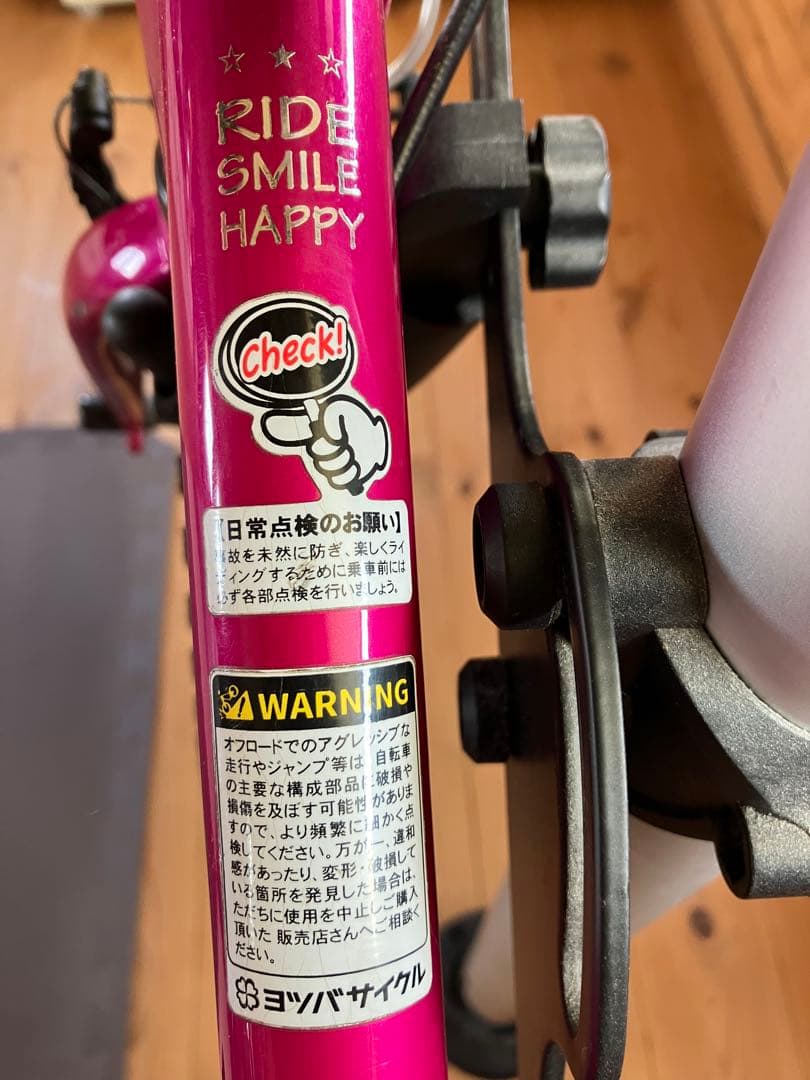 RIDE
SMILE
HAPPY
Check!
【日常点検のお願い】
事故を未然に防ぎ、楽しくライ
ディングするために乗車前には
必ず各部点検を行いましょう。
WARNING
オフロードでのアグレッシブな
走行やジャンプ等は、自転車
の主要な構成部品に破損や
損傷を及ぼす可能性がありま
すので、より頻繁に細かく点
検してください。万が一、違和
感があったり、変形・破損して
いる箇所を発見した場合は、
ただちに使用を中止しご購入
頂いた 販売店さんへご相談く
ださい。
ヨツバサイクル